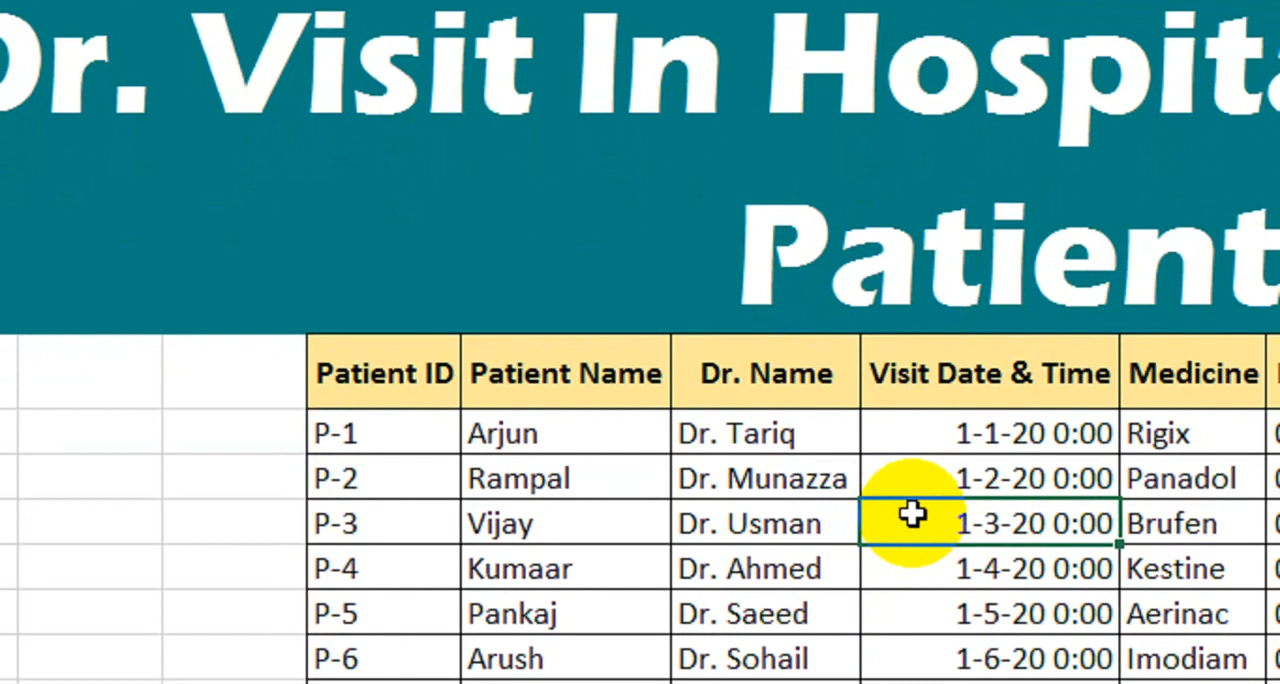 Dr. Visit In Hospita
Patient
Patient ID Patient Name Dr. Name Visit Date & Time Medicine
P-1 Arjun Dr. Tariq 1-1-20 0:00 Rigix
P-2 Rampal Dr. Munazza 1-2-20 0:00 Panadol
P-3 Vijay Dr. Usman 1-3-20 0:00 Brufen
P-4 Kumaar Dr. Ahmed 1-4-20 0:00 Kestine
P-5 Pankaj Dr. Saeed 1-5-20 0:00 Aerinac
P-6 Arush Dr. Sohail 1-6-20 0:00 Imodiam